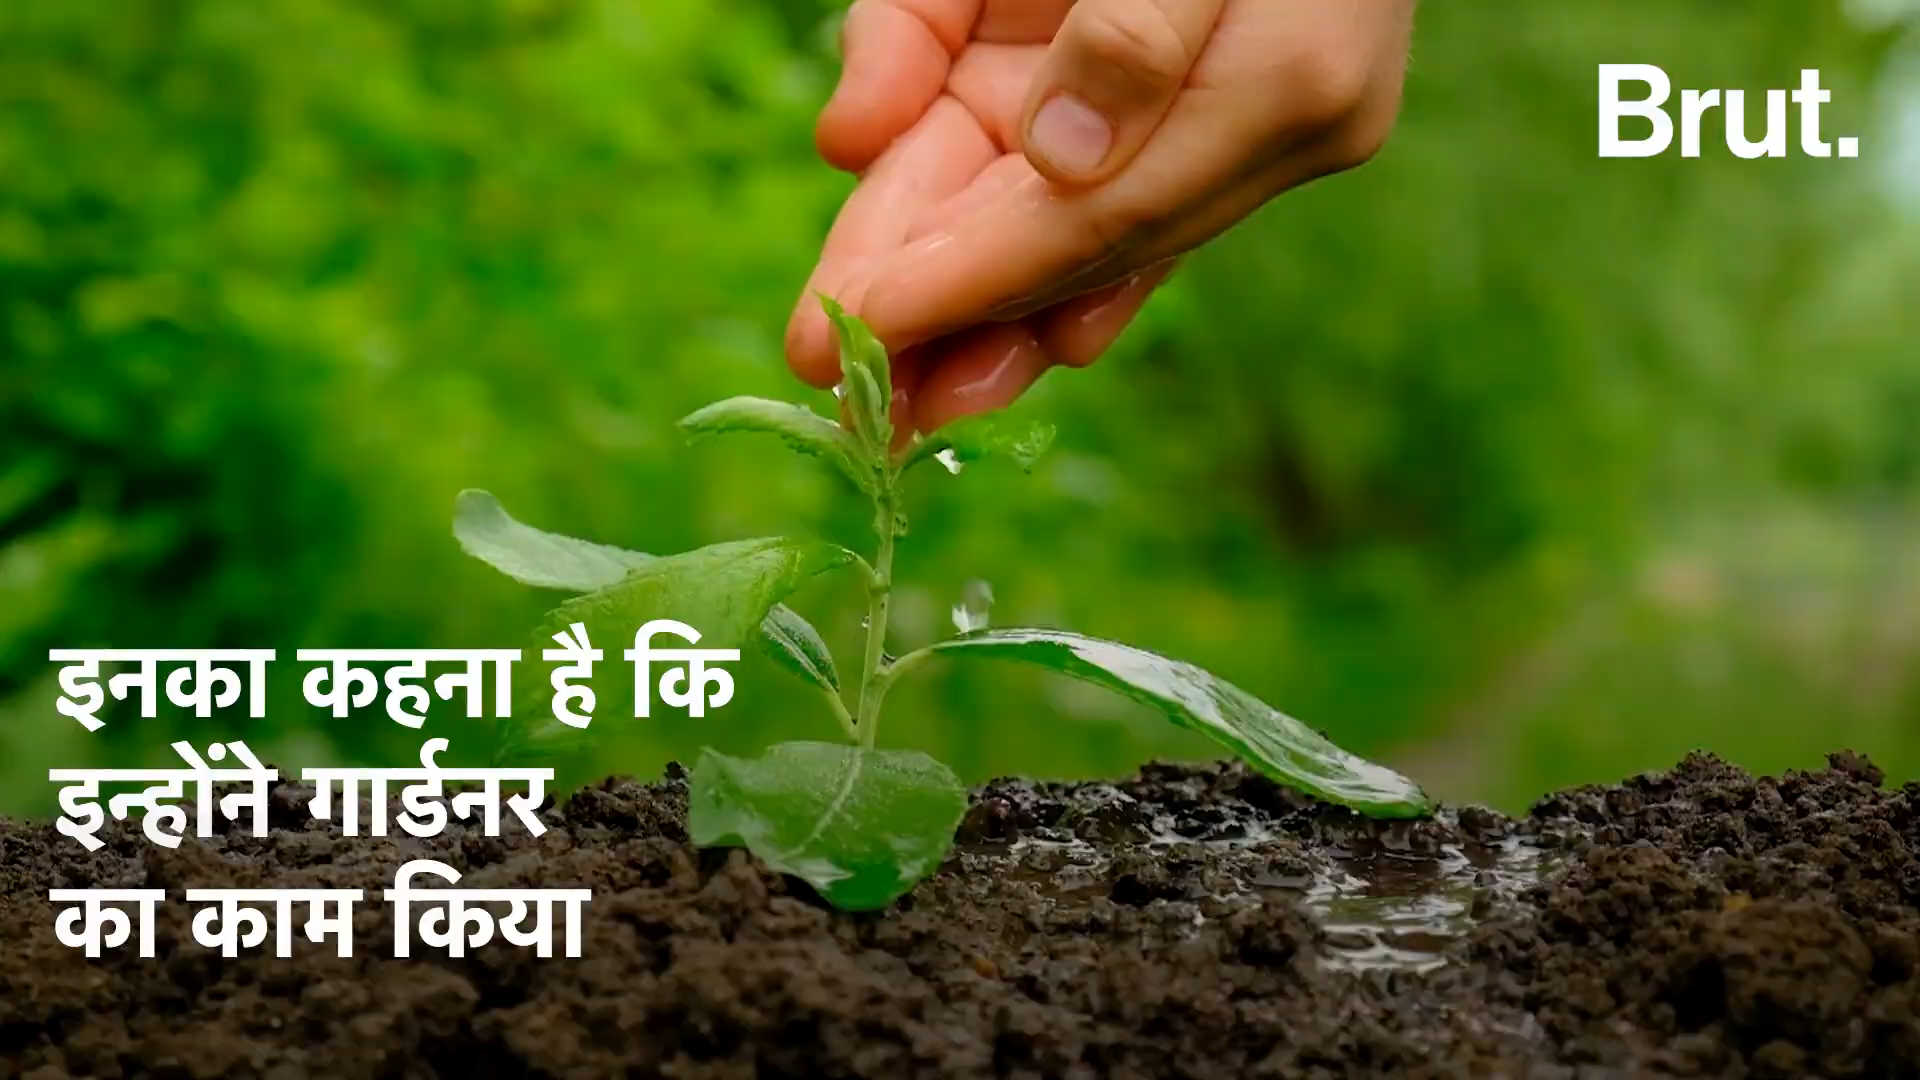 Brut.
इनका कहना है कि
इन्होंने गार्डनर
का काम किया